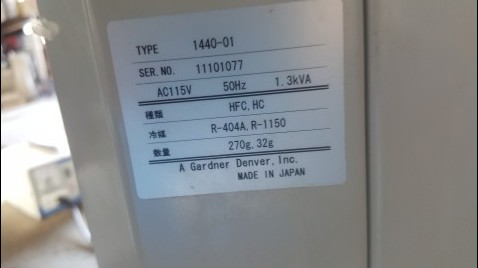 TYPE 1440-01
SER.NO. 11101077
AC115V 50Hz 1.3kVA
種類 HFC,HC
冷媒 R-404A,R-1150
数量 270g,32g
A Gardner Denver,Inc.
MADE IN JAPAN